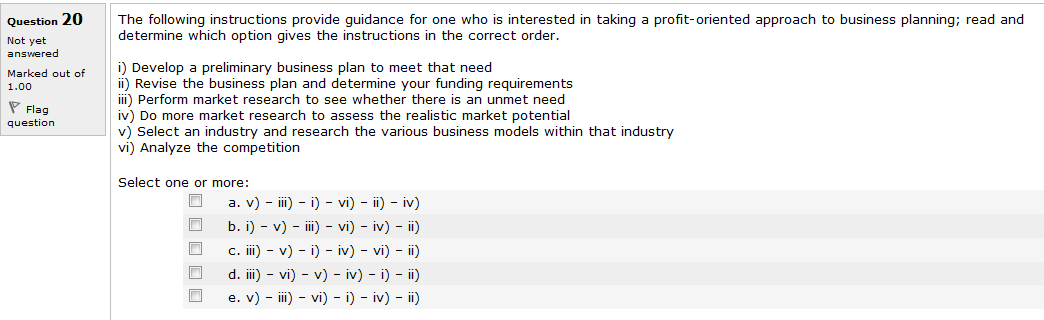 Question 20
Not yet
answered
Marked out of
1.00
Flag
question
The following instructions provide guidance for one who is interested in taking a profit-oriented approach to business planning; read and
determine which option gives the instructions in the correct order.
i) Develop a preliminary business plan to meet that need
ii) Revise the business plan and determine your funding requirements
iii) Perform market research to see whether there is an unmet need
iv) Do more market research to assess the realistic market potential
v) Select an industry and research the various business models within that industry
vi) Analyze the competition
Select one or more:
a. v) - iii) - i) - vi) - ii) - iv)
b. i) - v) - iii) - vi) - iv) - ii)
c. iii) - v) - i) - iv) - vi) - ii)
d. iii) - vi) - v) - iv) - i) - ii)
e. v) - iii) - vi) - i) - iv) - ii)